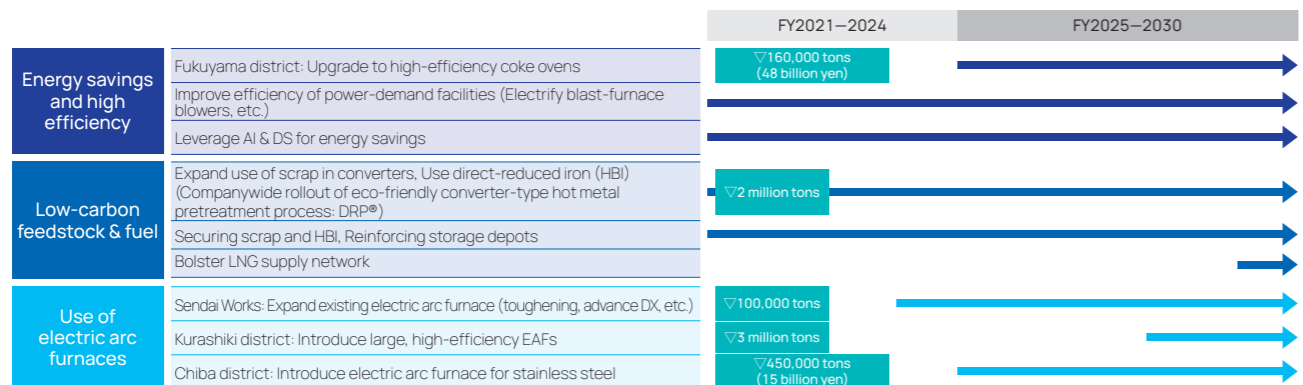 FY2021—2024
FY2025—2030
Energy savings
and high
efficiency
Fukuyama district: Upgrade to high-efficiency coke ovens
▽160,000 tons
(48 billion yen)
Improve efficiency of power-demand facilities (Electrify blast-furnace
blowers, etc.)
Leverage AI & DS for energy savings
Low-carbon
feedstock & fuel
Expand use of scrap in converters, Use direct-reduced iron (HBI)
(Companywide rollout of eco-friendly converter-type hot metal
pretreatment process: DRP®)
▽2 million tons
Securing scrap and HBI, Reinforcing storage depots
Bolster LNG supply network
Use of
electric arc
furnaces
Sendai Works: Expand existing electric arc furnace (toughening, advance DX, etc.)
▽100,000 tons
Kurashiki district: Introduce large, high-efficiency EAFs
▽3 million tons
Chiba district: Introduce electric arc furnace for stainless steel
▽450,000 tons
(15 billion yen)